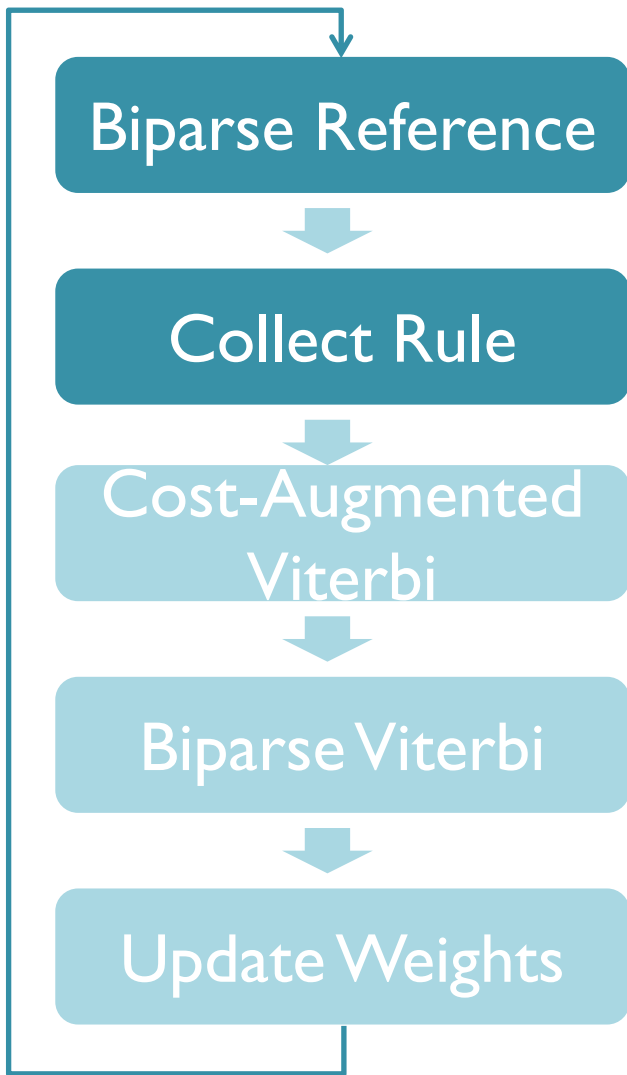 Biparse Reference
Collect Rule
Cost-Augmented
Viterbi
Biparse Viterbi
Update Weights